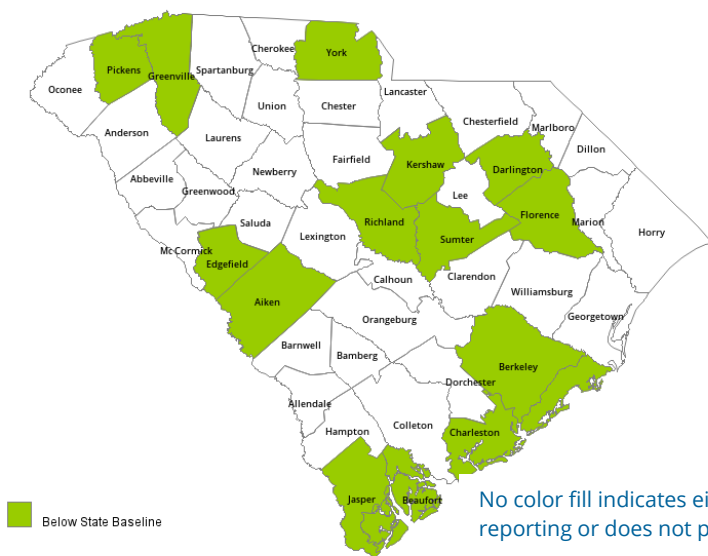 Cherokee
York
Pickens
Greenville
Spartanburg
Oconee
Union
Chester
Lancaster
Chesterfield
Marlboro
Anderson
Laurens
Dillon
Fairfield
Kershaw
Darlington
Abbeville
Newberry
Greenwood
Lee
Saluda
Richland
Florence
Marion
Horry
Lexington
Sumter
Mc Cormick
Edgefield
Calhoun
Clarendon
Williamsburg
Aiken
Orangeburg
Georgetown
Barnwell
Bamberg
Berkeley
Dorchester
Allendale
Colleton
Charleston
Hampton
Jasper
Beaufort
Below State Baseline
No color fill indicates ei
reporting or does not p